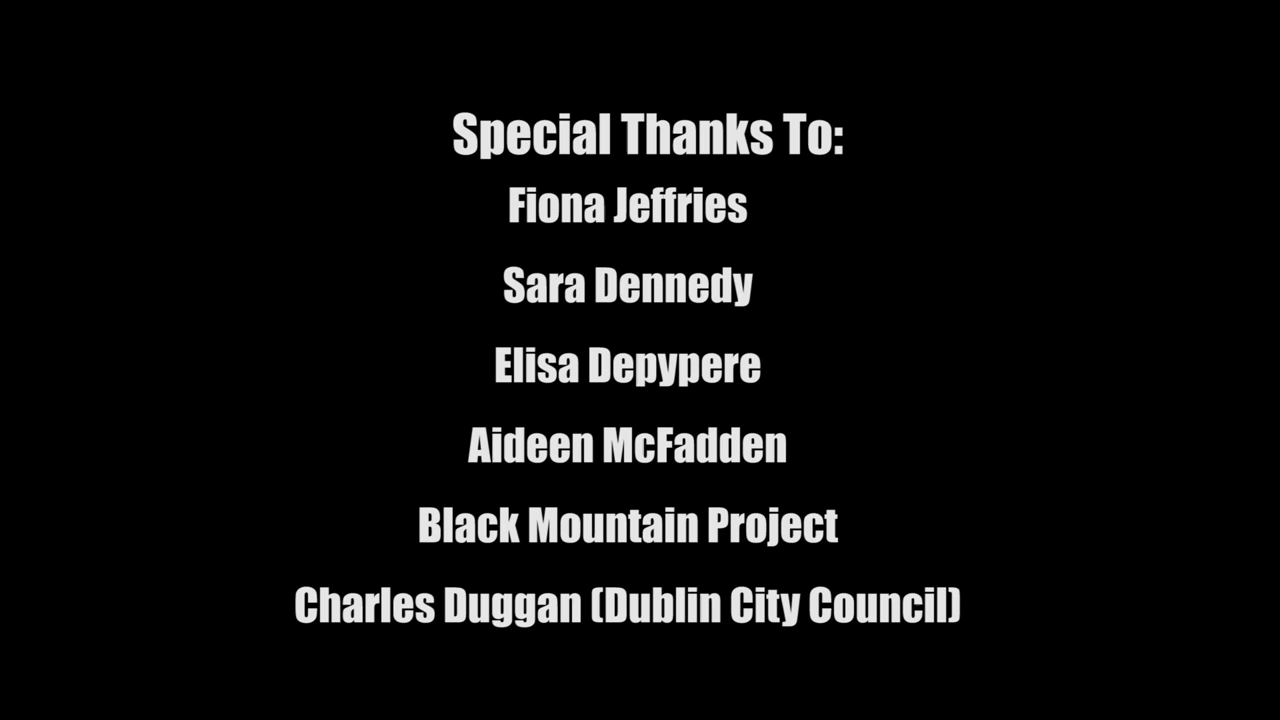 Special Thanks To:
Fiona Jeffries
Sara Dennedy
Elisa Depypere
Aideen McFadden
Black Mountain Project
Charles Duggan (Dublin City Council)